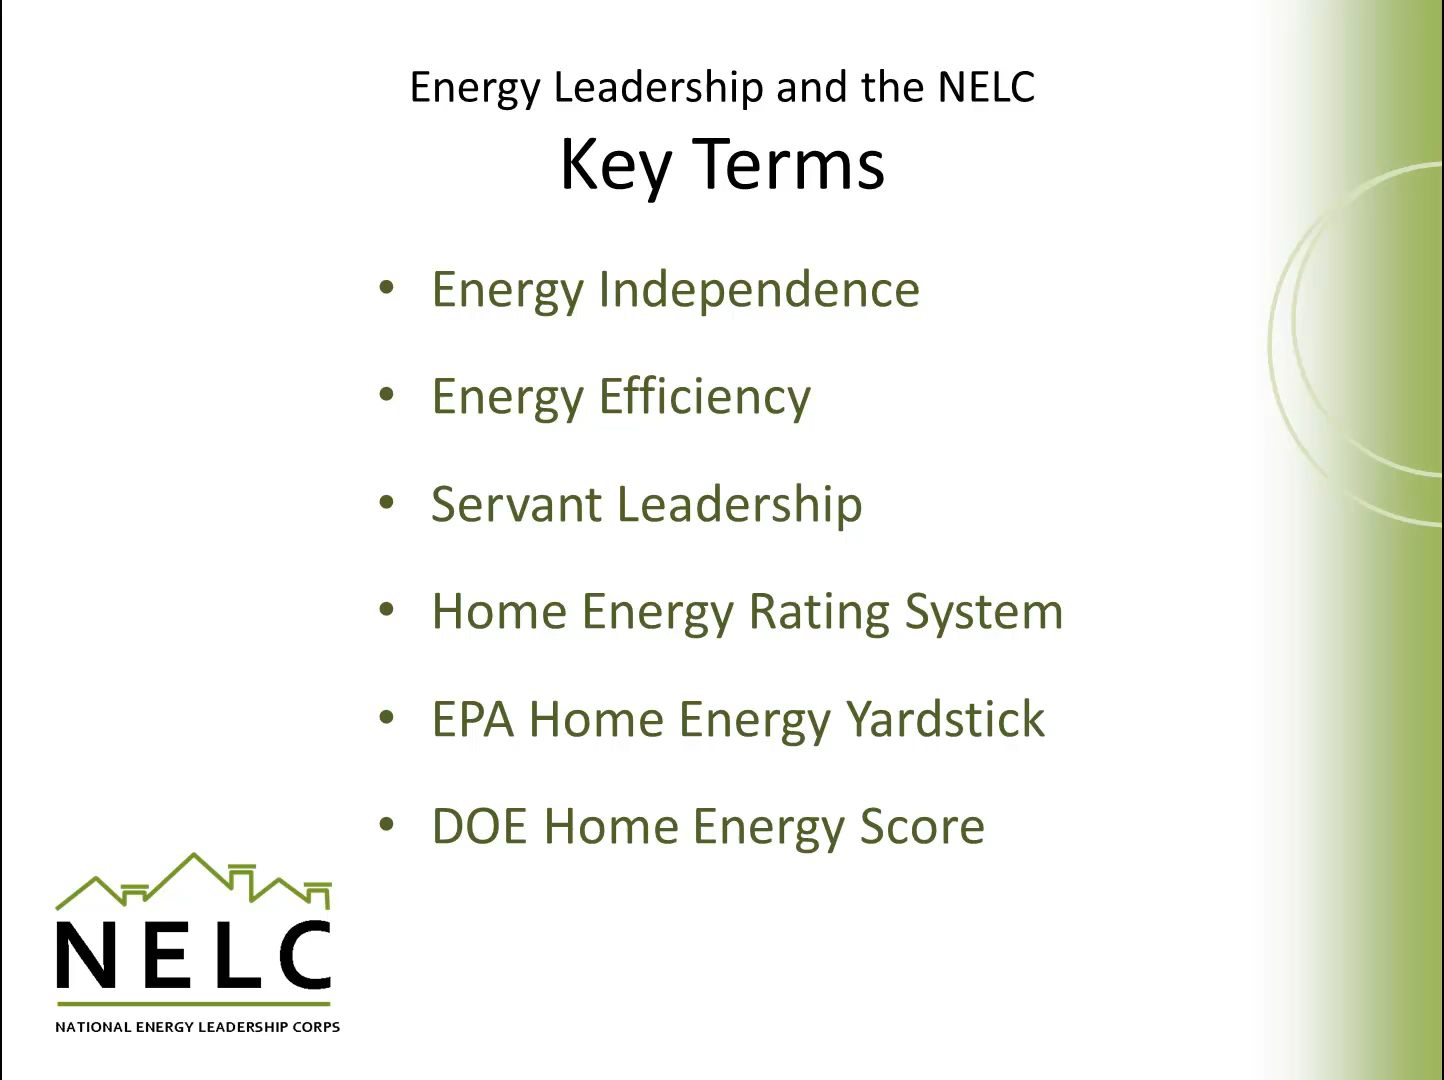 Energy Leadership and the NELC
Key Terms
• Energy Independence
• Energy Efficiency
• Servant Leadership
• Home Energy Rating System
• EPA Home Energy Yardstick
• DOE Home Energy Score
NELC
NATIONAL ENERGY LEADERSHIP CORPS